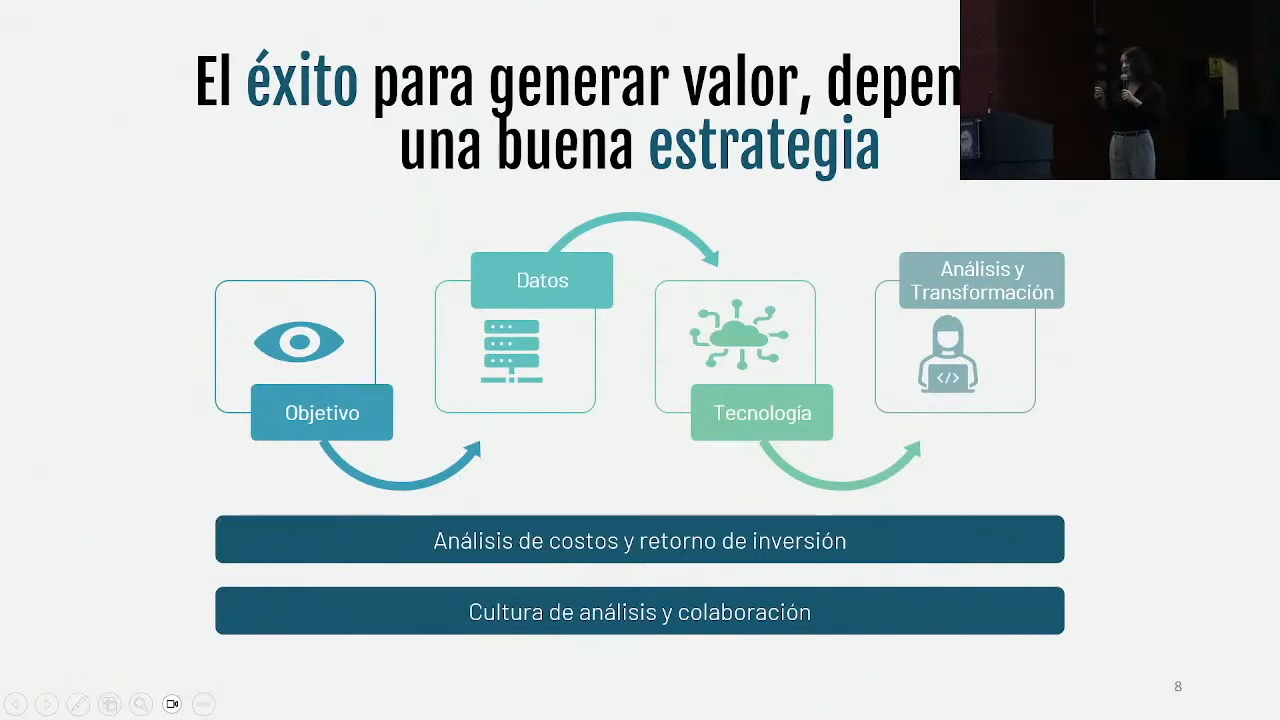 El éxito para generar valor, depen
una buena estrategia
Datos
Análisis y
Transformación
Objetivo
Tecnología
Análisis de costos y retorno de inversión
Cultura de análisis y colaboración
8